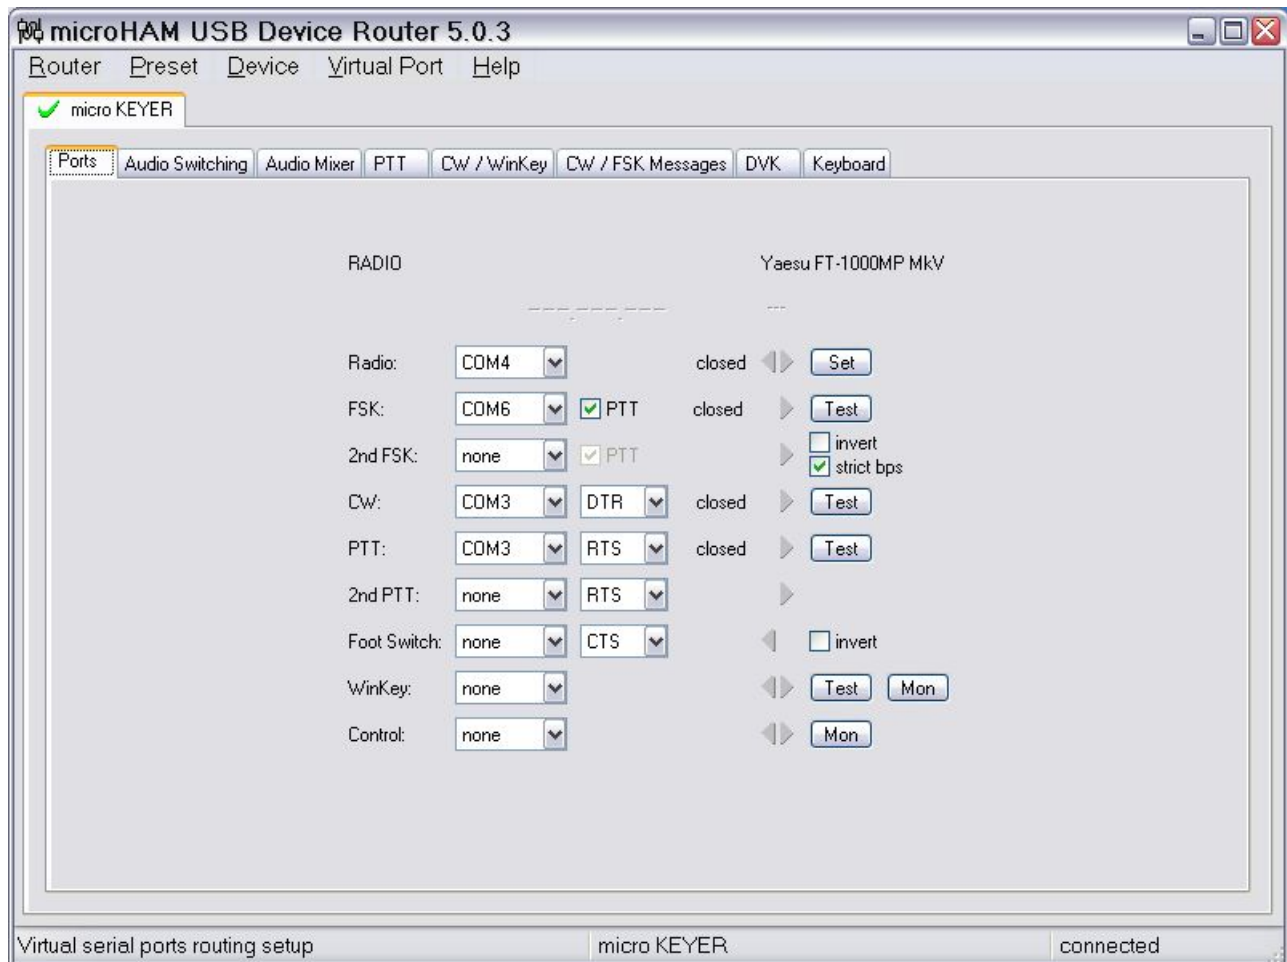 microHAM USB Device Router 5.0.3
Router Preset Device Virtual Port Help
micro KEYER
Ports Audio Switching Audio Mixer PTT CW / WinKey CW / FSK Messages DVK Keyboard
RADIO Yaesu FT-1000MP MkV
---.---.--- ---
Radio: COM4 closed Set
FSK: COM6 PTT closed Test
2nd FSK: none PTT invert
strict bps
CW: COM3 DTR closed Test
PTT: COM3 RTS closed Test
2nd PTT: none RTS
Foot Switch: none CTS invert
WinKey: none Test Mon
Control: none Mon
Virtual serial ports routing setup micro KEYER connected